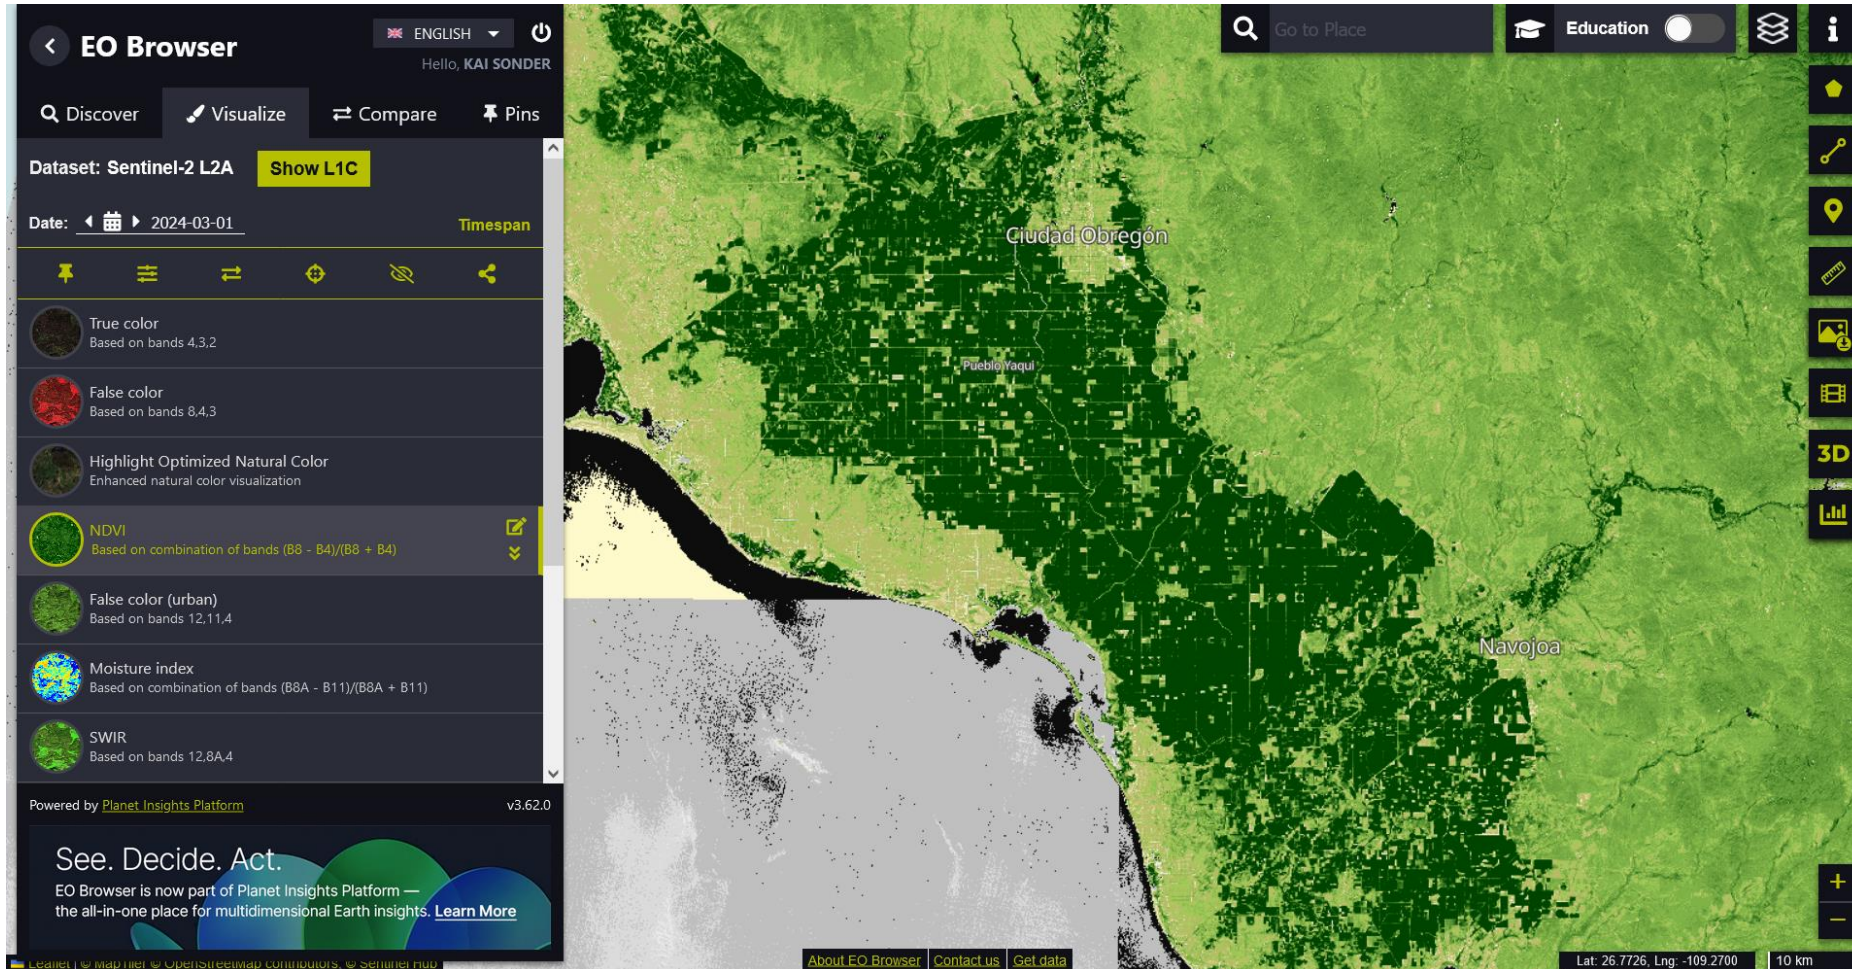 EO Browser
ENGLISH
Hello, KAI SONDER
Discover
Visualize
Compare
Pins
Dataset: Sentinel-2 L2A
Show L1C
Date:
2024-03-01
Timespan
True color
Based on bands 4,3,2
False color
Based on bands 8,4,3
Highlight Optimized Natural Color
Enhanced natural color visualization
NDVI
Based on combination of bands (B8 - B4)/(B8 + B4)
False color (urban)
Based on bands 12,11,4
Moisture index
Based on combination of bands (B8A - B11)/(B8A + B11)
SWIR
Based on bands 12,8A,4
Powered by Planet Insights Platform
v3.62.0
See. Decide. Act.
EO Browser is now part of Planet Insights Platform —
the all-in-one place for multidimensional Earth insights. Learn More
Leaflet | © MapTiler © OpenStreetMap contributors, © Sentinel Hub
Go to Place
Education
Ciudad Obregón
Pueblo Yaqui
Navojoa
3D
About EO Browser
Contact us
Get data
Lat: 26.7726, Lng: -109.2700
10 km